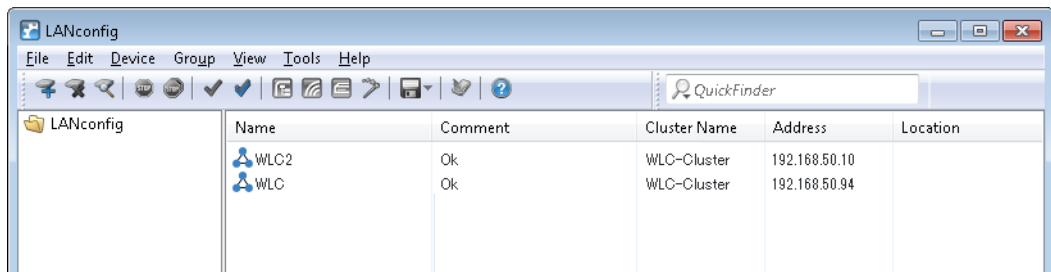 LANconfig
File Edit Device Group View Tools Help
QuickFinder
LANconfig
Name Comment Cluster Name Address Location
WLC2 Ok WLC-Cluster 192.168.50.10
WLC Ok WLC-Cluster 192.168.50.94